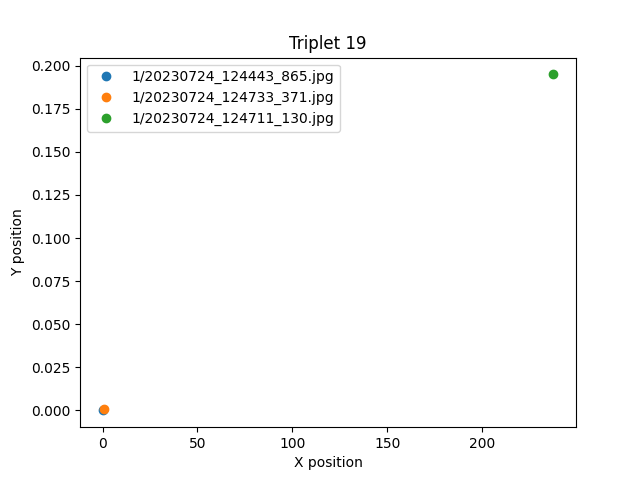 Triplet 19
1/20230724_124443_865.jpg
1/20230724_124733_371.jpg
1/20230724_124711_130.jpg
0.200
0.175
0.150
0.125
0.100
0.075
0.050
0.025
0.000
Y position
0
50
100
150
200
X position